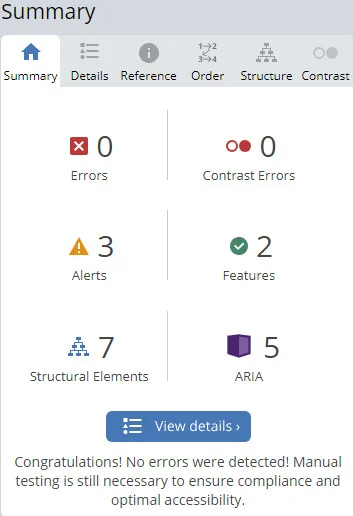 Summary
1→2
3→4
Summary Details Reference Order Structure Contrast
0 0
Errors Contrast Errors
3 2
Alerts Features
7 5
Structural Elements ARIA
View details ›
Congratulations! No errors were detected! Manual
testing is still necessary to ensure compliance and
optimal accessibility.